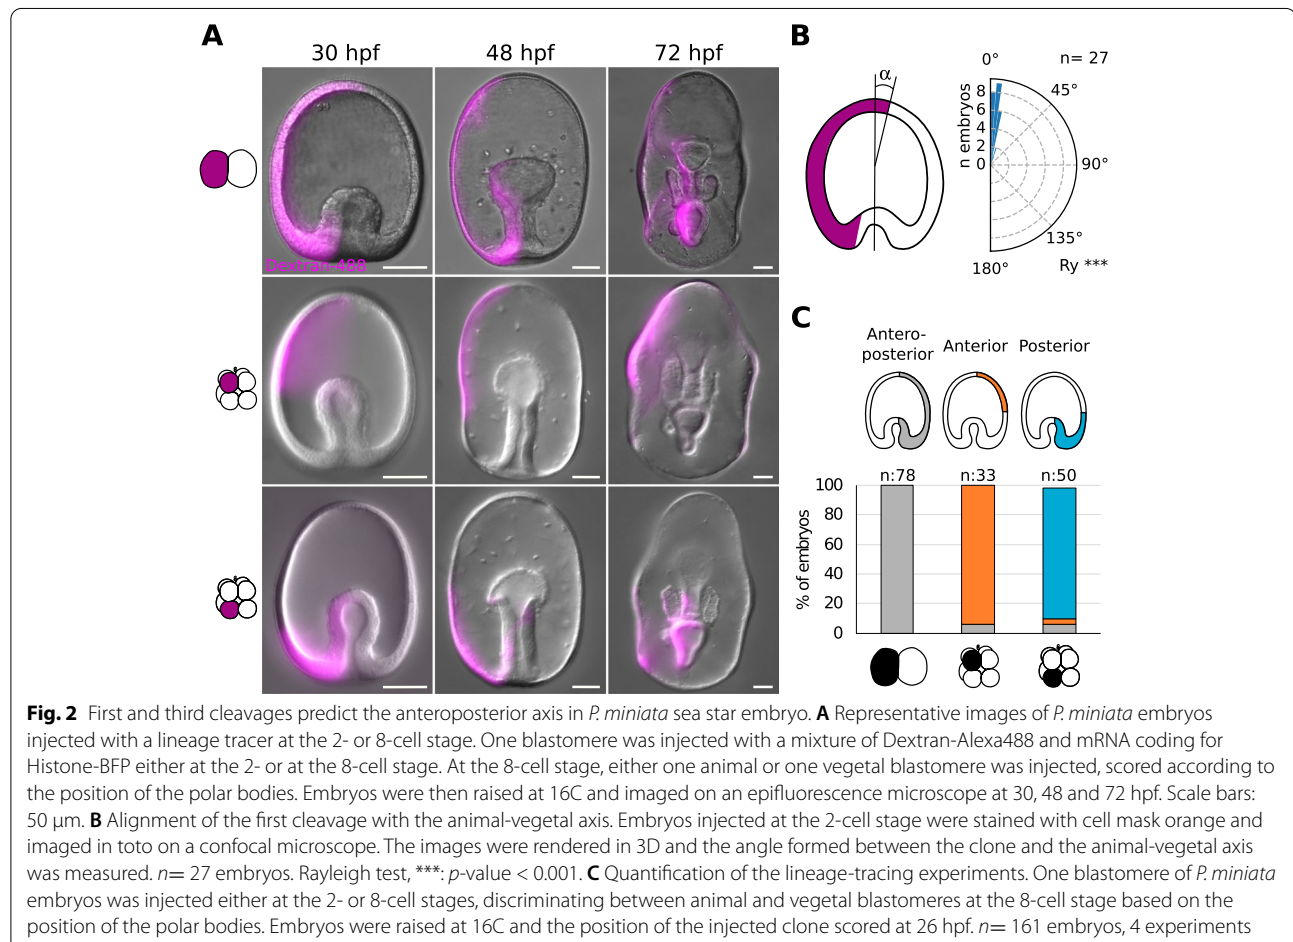 A
30 hpf
48 hpf
72 hpf
Dextran-488
B
α
n= 27
n embryos
8
6
4
2
0
0°
45°
90°
135°
180°
Ry ***
C
Antero-
posterior
Anterior
Posterior
n:78
n:33
n:50
% of embryos
100
80
60
40
20
0
Fig. 2 First and third cleavages predict the anteroposterior axis in P. miniata sea star embryo. A Representative images of P. miniata embryos
injected with a lineage tracer at the 2- or 8-cell stage. One blastomere was injected with a mixture of Dextran-Alexa488 and mRNA coding for
Histone-BFP either at the 2- or at the 8-cell stage. At the 8-cell stage, either one animal or one vegetal blastomere was injected, scored according to
the position of the polar bodies. Embryos were then raised at 16C and imaged on an epifluorescence microscope at 30, 48 and 72 hpf. Scale bars:
50 μm. B Alignment of the first cleavage with the animal-vegetal axis. Embryos injected at the 2-cell stage were stained with cell mask orange and
imaged in toto on a confocal microscope. The images were rendered in 3D and the angle formed between the clone and the animal-vegetal axis
was measured. n= 27 embryos. Rayleigh test, ***: p-value < 0.001. C Quantification of the lineage-tracing experiments. One blastomere of P. miniata
embryos was injected either at the 2- or 8-cell stages, discriminating between animal and vegetal blastomeres at the 8-cell stage based on the
position of the polar bodies. Embryos were raised at 16C and the position of the injected clone scored at 26 hpf. n= 161 embryos, 4 experiments